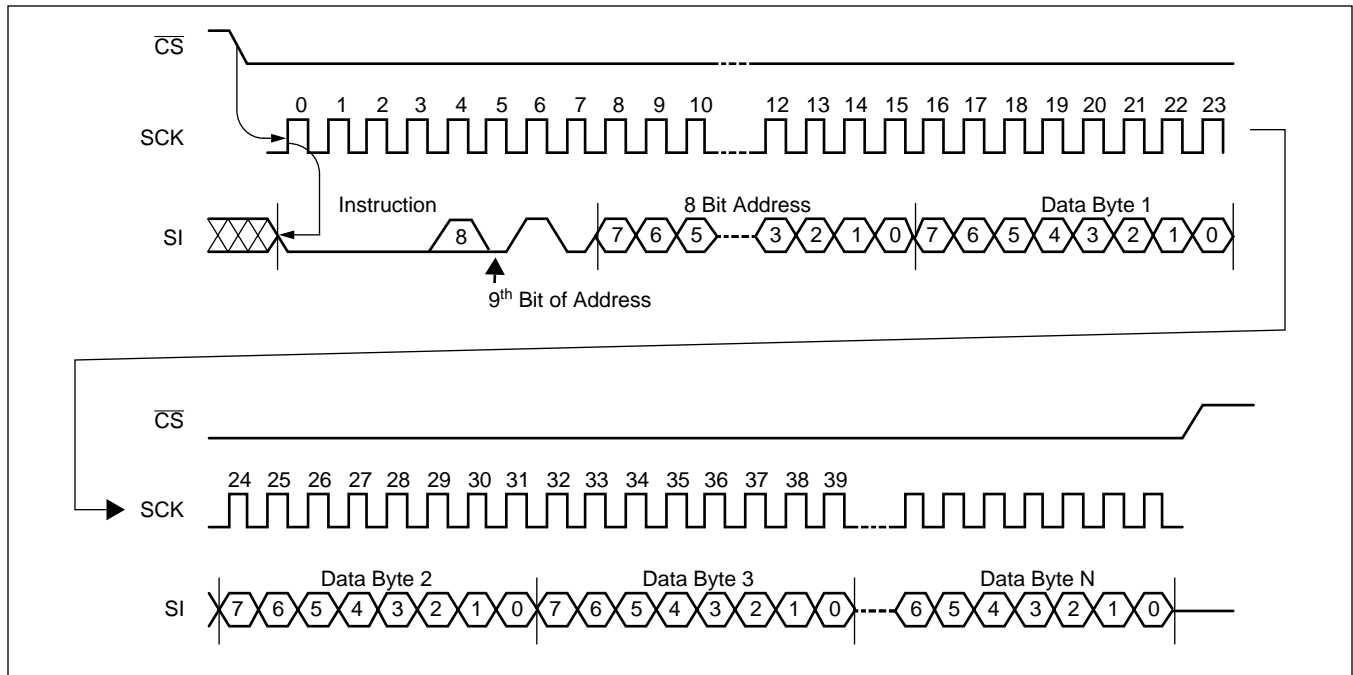 CS
0 1 2 3 4 5 6 7 8 9 10 12 13 14 15 16 17 18 19 20 21 22 23
SCK
Instruction 8 Bit Address Data Byte 1
SI 8 7 6 5 3 2 1 0 7 6 5 4 3 2 1 0
9th Bit of Address
CS
24 25 26 27 28 29 30 31 32 33 34 35 36 37 38 39
SCK
Data Byte 2 Data Byte 3 Data Byte N
SI 7 6 5 4 3 2 1 0 7 6 5 4 3 2 1 0 6 5 4 3 2 1 0